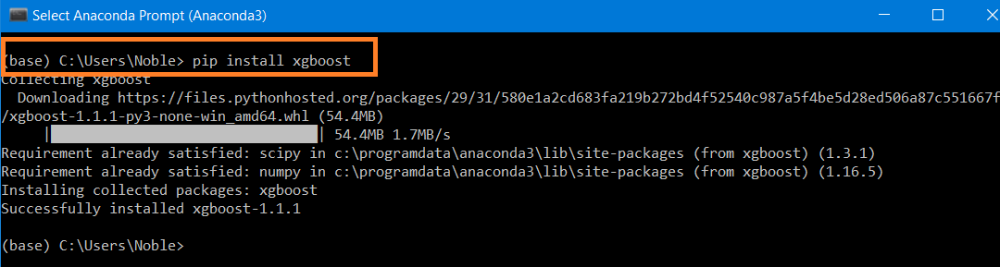 Select Anaconda Prompt (Anaconda3)
(base) C:\Users\Noble> pip install xgboost
Collecting xgboost
  Downloading https://files.pythonhosted.org/packages/29/31/580e1a2cd683fa219b272bd4f52540c987a5f4be5d28ed506a87c551667f
/xgboost-1.1.1-py3-none-win_amd64.whl (54.4MB)
     |                                | 54.4MB 1.7MB/s
Requirement already satisfied: scipy in c:\programdata\anaconda3\lib\site-packages (from xgboost) (1.3.1)
Requirement already satisfied: numpy in c:\programdata\anaconda3\lib\site-packages (from xgboost) (1.16.5)
Installing collected packages: xgboost
Successfully installed xgboost-1.1.1
(base) C:\Users\Noble>